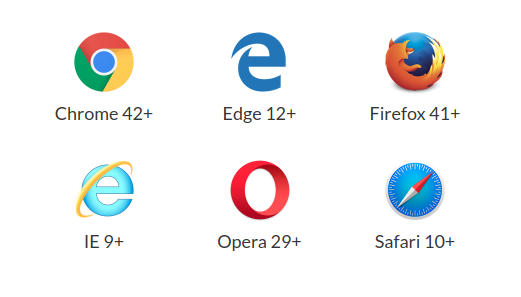 Chrome 42+
Edge 12+
Firefox 41+
IE 9+
Opera 29+
Safari 10+